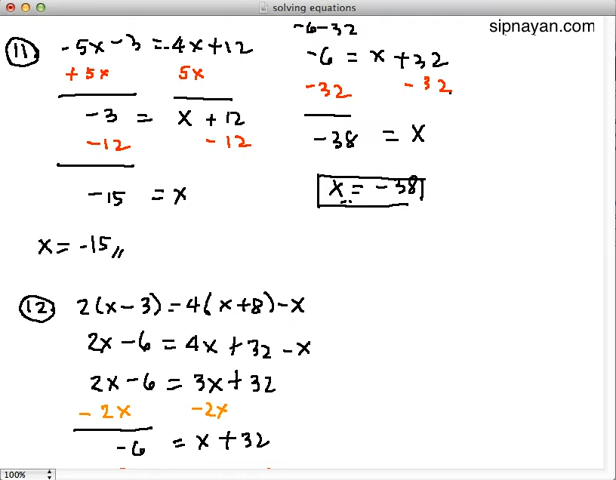 solving equations
sipnayan.com
11 -5x - 3 = -4x + 12
+5x 5x
-3 = x + 12
-12 -12
-15 = x
x = -15 //
-6-32
-6 = x + 32
-32 -32
-38 = x
x = -38
12 2(x - 3) = 4(x + 8) - x
2x - 6 = 4x + 32 - x
2x - 6 = 3x + 32
-2x -2x
-6 = x + 32
100%